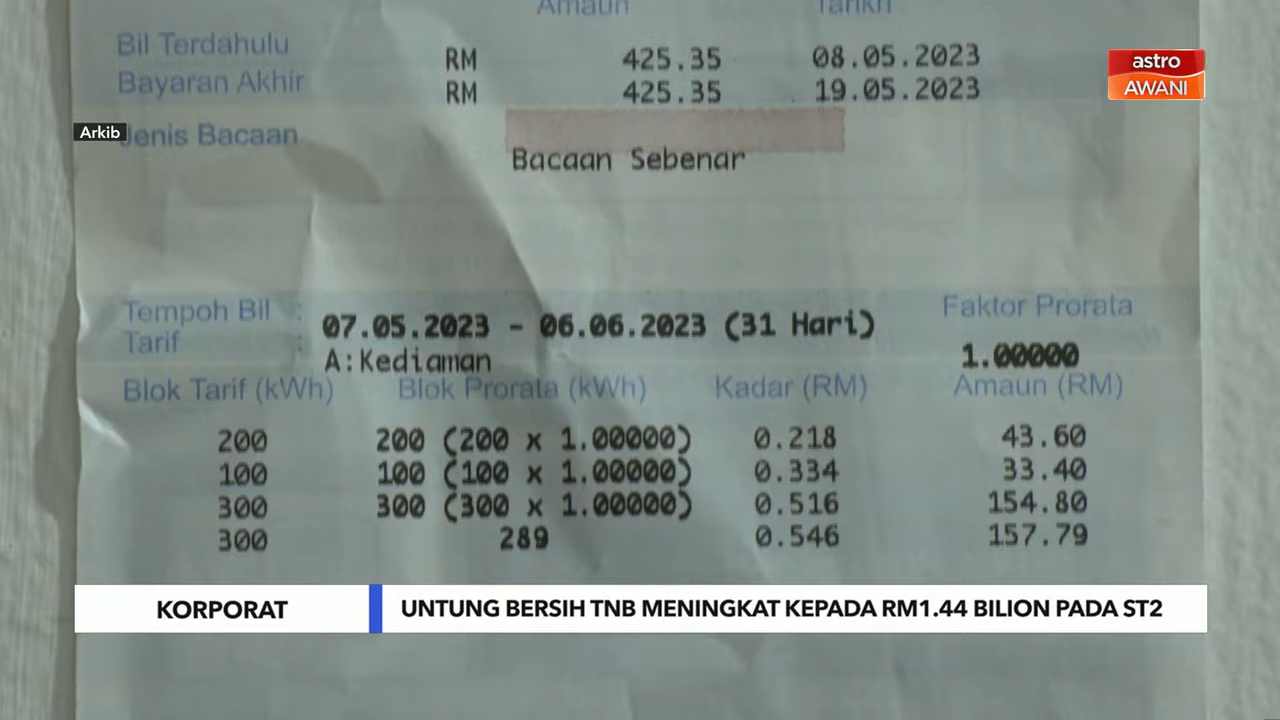 Amaun Tarikh
Bil Terdahulu RM 425.35 08.05.2023
Bayaran Akhir RM 425.35 19.05.2023
astro
AWANI
Arkib
Jenis Bacaan
Bacaan Sebenar
Tempoh Bil : 07.05.2023 - 06.06.2023 (31 Hari) Faktor Prorata
Tarif : A:Kediaman 1.00000
Blok Tarif (kWh) Blok Prorata (kWh) Kadar (RM) Amaun (RM)
200 200 (200 x 1.00000) 0.218 43.60
100 100 (100 x 1.00000) 0.334 33.40
300 300 (300 x 1.00000) 0.516 154.80
300 289 0.546 157.79
KORPORAT UNTUNG BERSIH TNB MENINGKAT KEPADA RM1.44 BILION PADA ST2